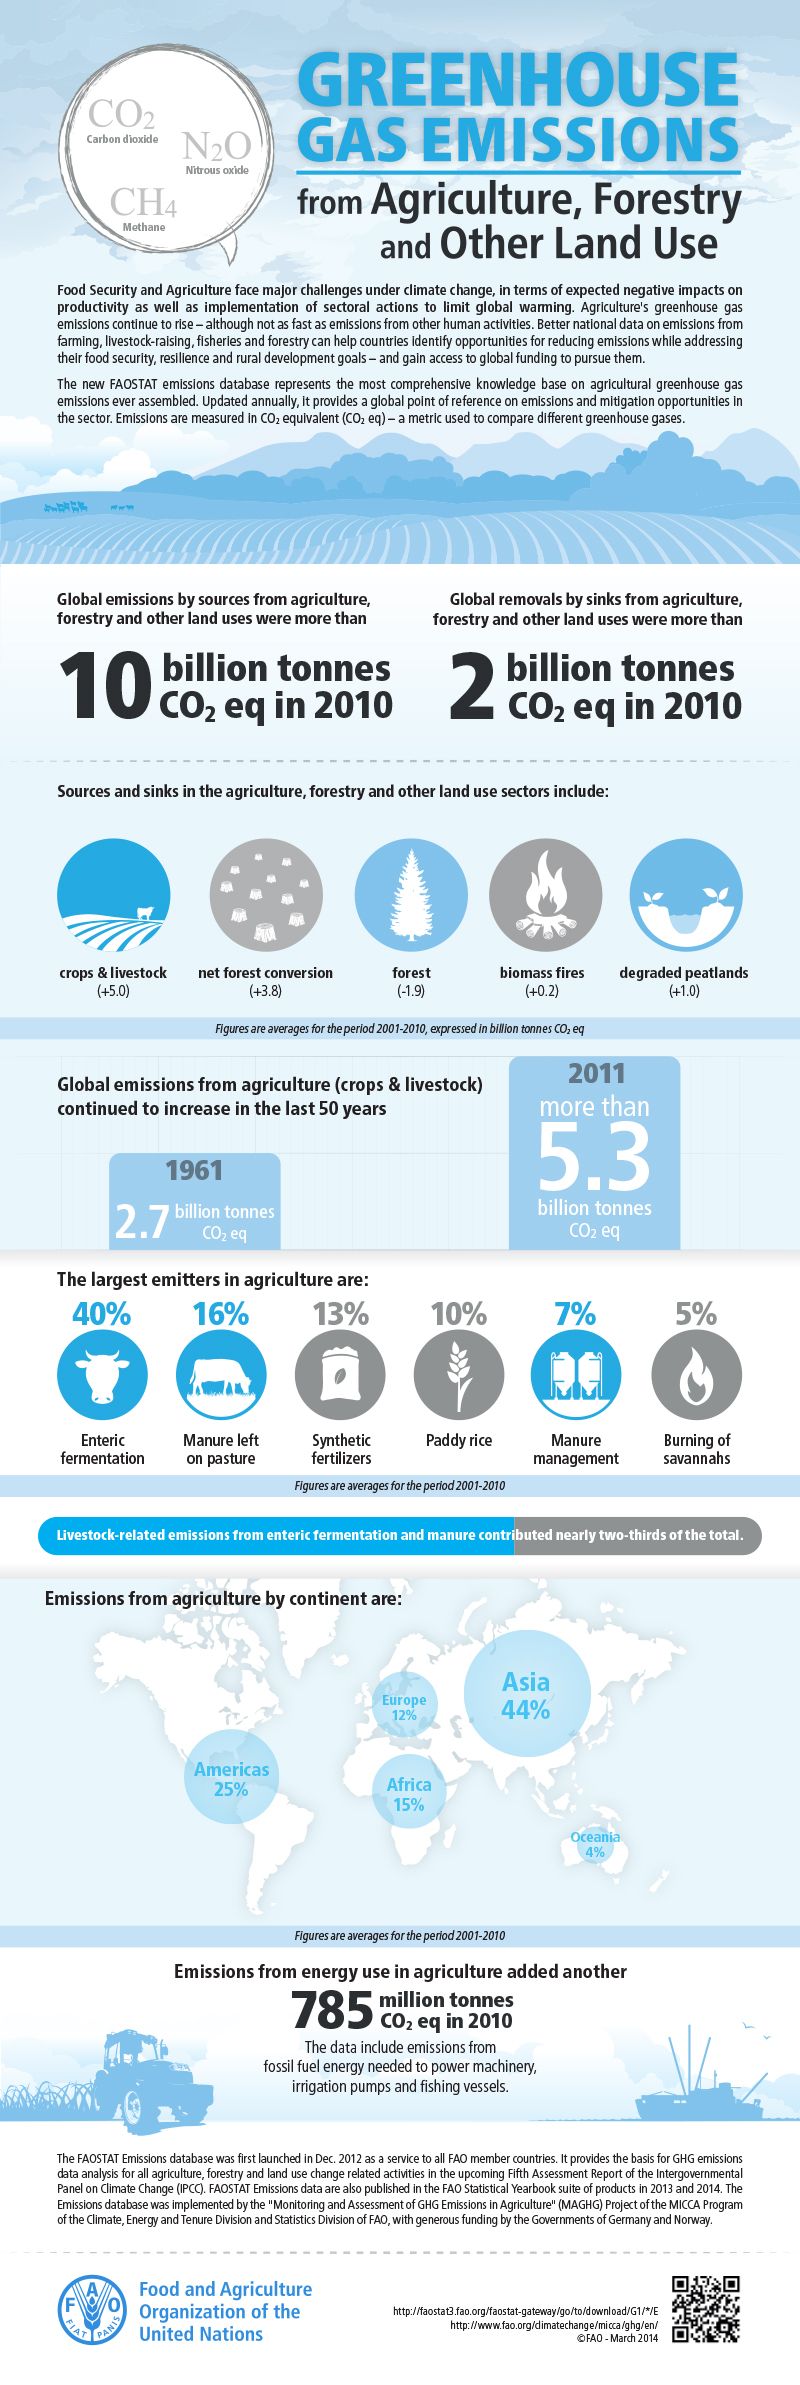 CO2
Carbon dioxide
N2O
Nitrous oxide
CH4
Methane
GREENHOUSE
GAS EMISSIONS
from Agriculture, Forestry
and Other Land Use
Food Security and Agriculture face major challenges under climate change, in terms of expected negative impacts on
productivity as well as implementation of sectoral actions to limit global warming. Agriculture's greenhouse gas
emissions continue to rise – although not as fast as emissions from other human activities. Better national data on emissions from
farming, livestock-raising, fisheries and forestry can help countries identify opportunities for reducing emissions while addressing
their food security, resilience and rural development goals – and gain access to global funding to pursue them.
The new FAOSTAT emissions database represents the most comprehensive knowledge base on agricultural greenhouse gas
emissions ever assembled. Updated annually, it provides a global point of reference on emissions and mitigation opportunities in
the sector. Emissions are measured in CO₂ equivalent (CO₂ eq) – a metric used to compare different greenhouse gases.
Global emissions by sources from agriculture,
forestry and other land uses were more than
10 billion tonnes
CO₂ eq in 2010
Global removals by sinks from agriculture,
forestry and other land uses were more than
2 billion tonnes
CO₂ eq in 2010
Sources and sinks in the agriculture, forestry and other land use sectors include:
crops & livestock
(+5.0)
net forest conversion
(+3.8)
forest
(-1.9)
biomass fires
(+0.2)
degraded peatlands
(+1.0)
Figures are averages for the period 2001-2010, expressed in billion tonnes CO₂ eq
Global emissions from agriculture (crops & livestock)
continued to increase in the last 50 years
1961
2.7 billion tonnes
CO₂ eq
2011
more than
5.3
billion tonnes
CO₂ eq
The largest emitters in agriculture are:
40%
Enteric
fermentation
16%
Manure left
on pasture
13%
Synthetic
fertilizers
10%
Paddy rice
7%
Manure
management
5%
Burning of
savannahs
Figures are averages for the period 2001-2010
Livestock-related emissions from enteric fermentation and manure contributed nearly two-thirds of the total.
Emissions from agriculture by continent are:
Asia
44%
Europe
12%
Americas
25%
Africa
15%
Oceania
4%
Figures are averages for the period 2001-2010
Emissions from energy use in agriculture added another
785 million tonnes
CO₂ eq in 2010
The data include emissions from
fossil fuel energy needed to power machinery,
irrigation pumps and fishing vessels.
The FAOSTAT Emissions database was first launched in Dec. 2012 as a service to all FAO member countries. It provides the basis for GHG emissions
data analysis for all agriculture, forestry and land use change related activities in the upcoming Fifth Assessment Report of the Intergovernmental
Panel on Climate Change (IPCC). FAOSTAT Emissions data are also published in the FAO Statistical Yearbook suite of products in 2013 and 2014. The
Emissions database was implemented by the "Monitoring and Assessment of GHG Emissions in Agriculture" (MAGHG) Project of the MICCA Program
of the Climate, Energy and Tenure Division and Statistics Division of FAO, with generous funding by the Governments of Germany and Norway.
F A O
FIAT PANIS
Food and Agriculture
Organization of the
United Nations
http://faostat3.fao.org/faostat-gateway/go/to/download/G1/*/E
http://www.fao.org/climatechange/micca/ghg/en/
©FAO - March 2014